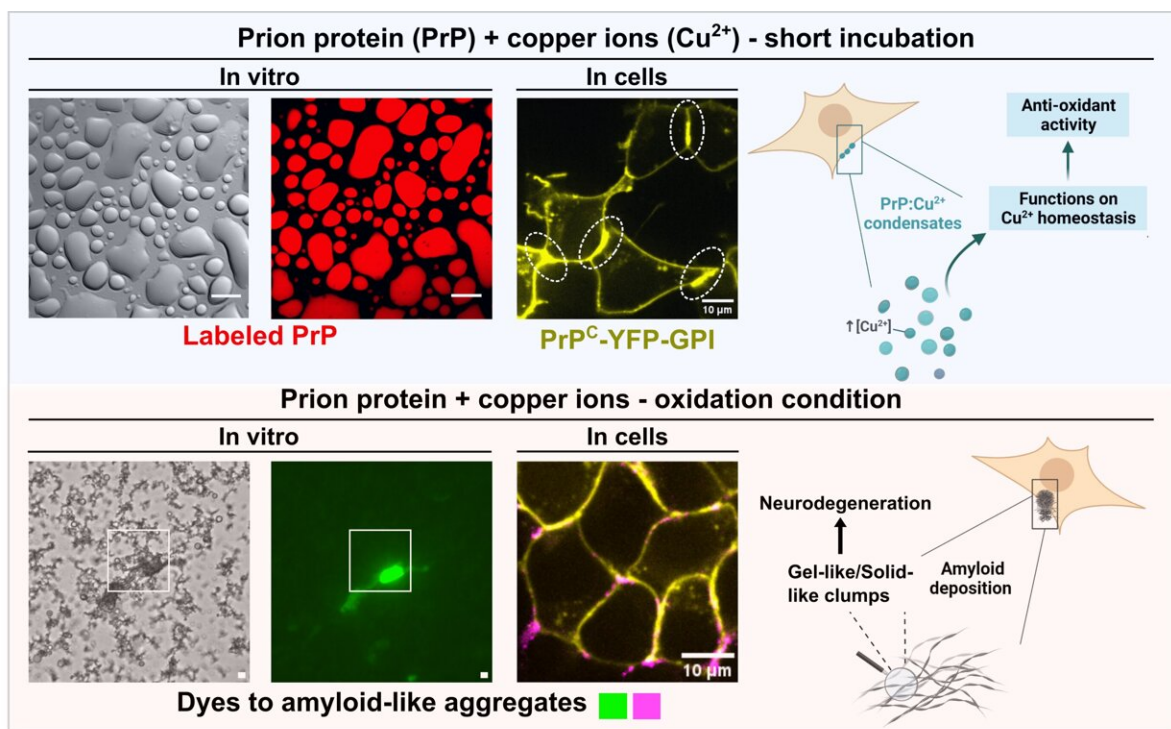 Prion protein (PrP) + copper ions (Cu²⁺) - short incubation
In vitro
In cells
10 µm
Labeled PrP
PrPᶜ-YFP-GPI
Anti-oxidant
activity
Functions on
Cu²⁺ homeostasis
PrP:Cu²⁺
condensates
↑[Cu²⁺]
Prion protein + copper ions - oxidation condition
In vitro
In cells
10 µm
Dyes to amyloid-like aggregates
Neurodegeneration
Gel-like/Solid-
like clumps
Amyloid
deposition